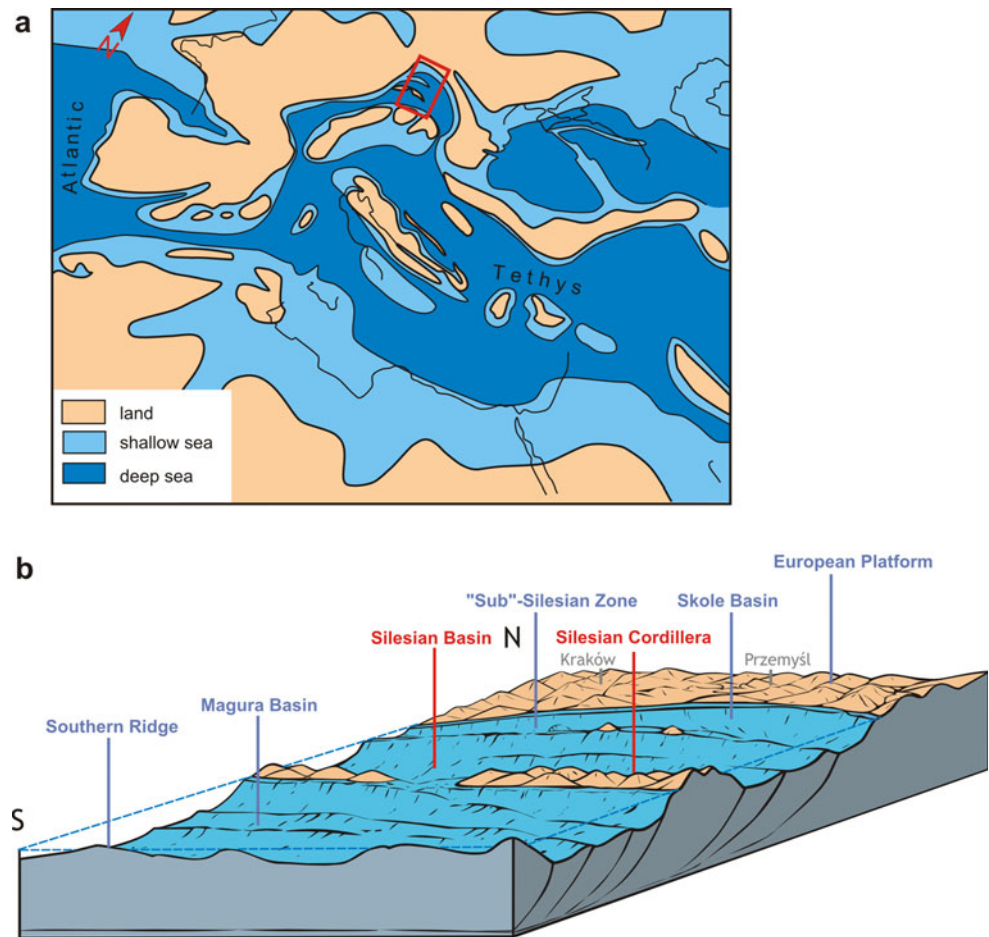 a
N
Atlantic
Tethys
land
shallow sea
deep sea
b
European Platform
"Sub"-Silesian Zone
Skole Basin
Silesian Basin
N
Silesian Cordillera
Kraków
Przemyśl
Magura Basin
Southern Ridge
S